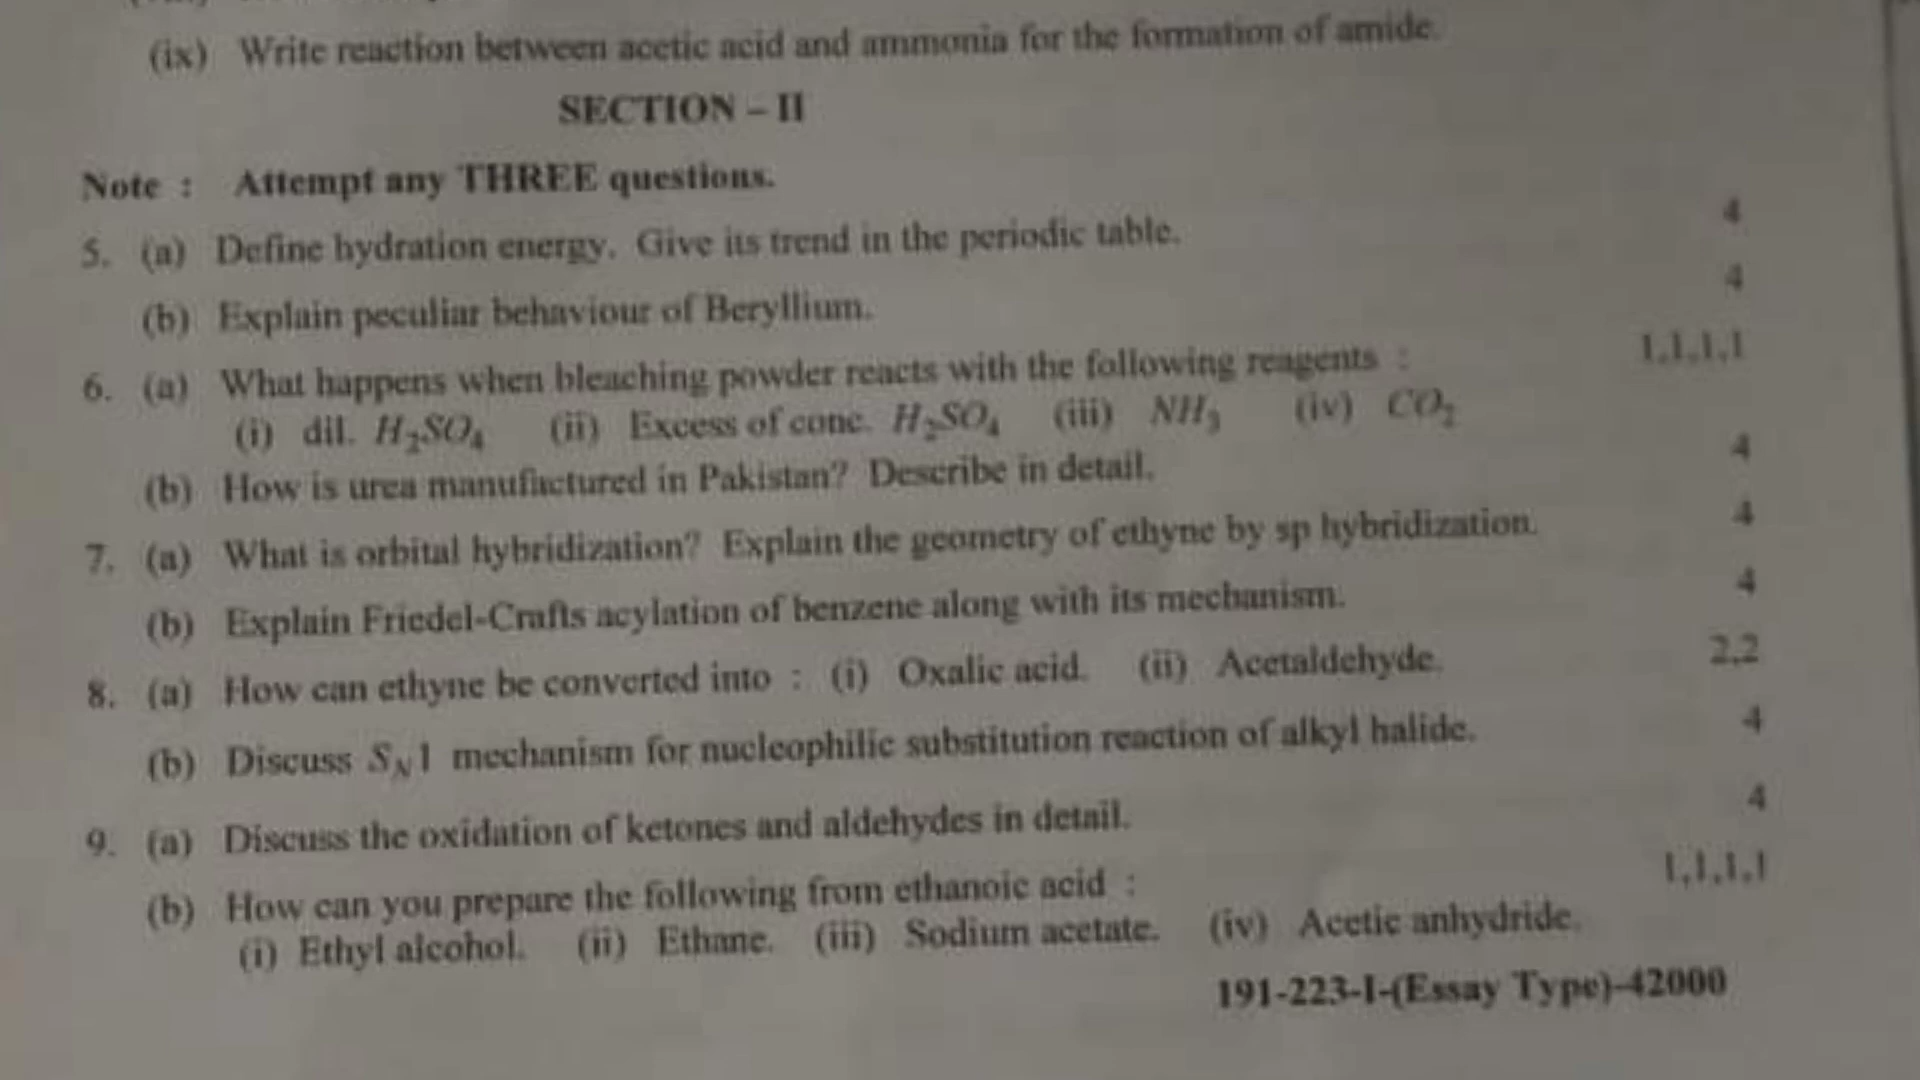 (ix) Write reaction between acetic acid and ammonia for the formation of amide.
SECTION – II
Note : Attempt any THREE questions.
5. (a) Define hydration energy. Give its trend in the periodic table. 4
(b) Explain peculiar behaviour of Beryllium. 4
6. (a) What happens when bleaching powder reacts with the following reagents : 1,1,1,1
(i) dil. H₂SO₄ (ii) Excess of conc. H₂SO₄ (iii) NH₃ (iv) CO₂
(b) How is urea manufactured in Pakistan? Describe in detail. 4
7. (a) What is orbital hybridization? Explain the geometry of ethyne by sp hybridization. 4
(b) Explain Friedel-Crafts acylation of benzene along with its mechanism. 4
8. (a) How can ethyne be converted into : (i) Oxalic acid. (ii) Acetaldehyde. 2,2
(b) Discuss S_N1 mechanism for nucleophilic substitution reaction of alkyl halide. 4
9. (a) Discuss the oxidation of ketones and aldehydes in detail. 4
(b) How can you prepare the following from ethanoic acid : 1,1,1,1
(i) Ethyl alcohol. (ii) Ethane. (iii) Sodium acetate. (iv) Acetic anhydride.
191-223-I-(Essay Type)-42000